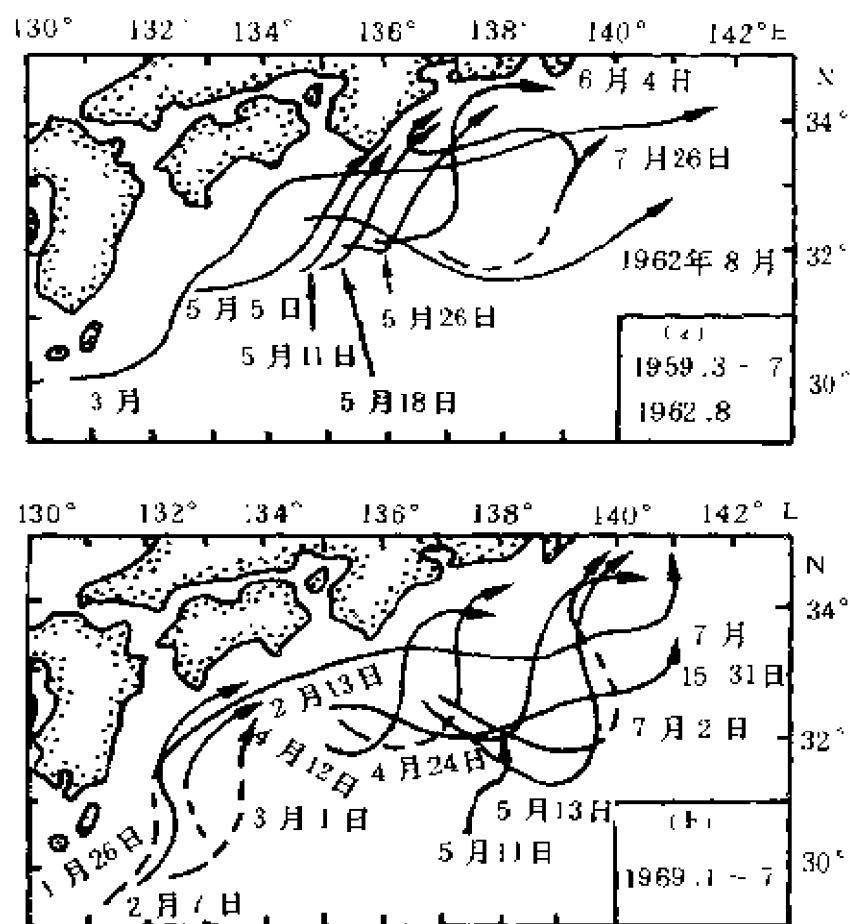 130° 132° 134° 136° 138° 140° 142°E
N
6月4日
34°
7月26日
1962年8月
32°
5月5日
5月26日
5月11日
1959.3 - 7
30°
3月
5月18日
1962.8
130° 132° 134° 136° 138° 140° 142°
N
34°
7月
15 31日
2月13日
7月2日
32°
4月12日
4月24日
3月1日
5月13日
5月11日
1月26日
30°
1969.1 - 7
2月7日